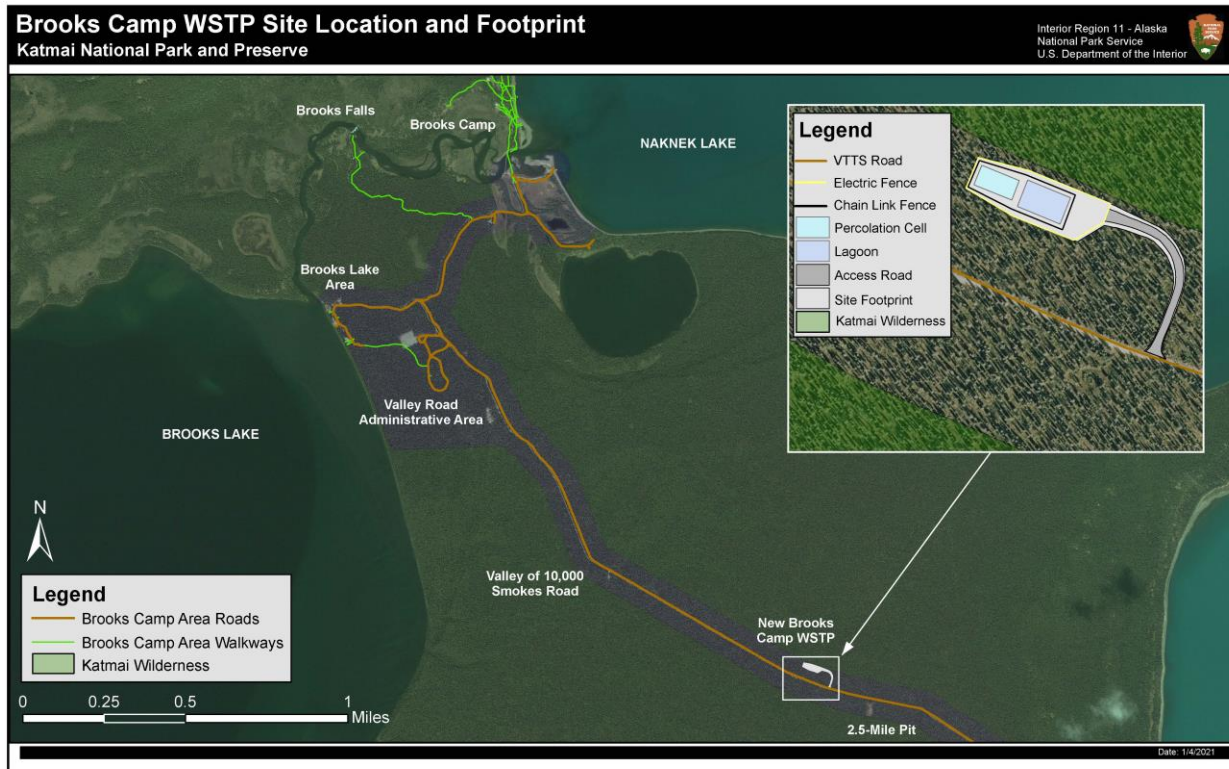 Brooks Camp WSTP Site Location and Footprint
Katmai National Park and Preserve
Interior Region 11 - Alaska
National Park Service
U.S. Department of the Interior
Brooks Falls
Brooks Camp
NAKNEK LAKE
Legend
VTTS Road
Electric Fence
Chain Link Fence
Percolation Cell
Lagoon
Access Road
Site Footprint
Katmai Wilderness
Brooks Lake
Area
Valley Road
Administrative Area
BROOKS LAKE
N
Valley of 10,000
Smokes Road
New Brooks
Camp WSTP
2.5-Mile Pit
Legend
Brooks Camp Area Roads
Brooks Camp Area Walkways
Katmai Wilderness
0 0.25 0.5 1
Miles
Date: 1/4/2021